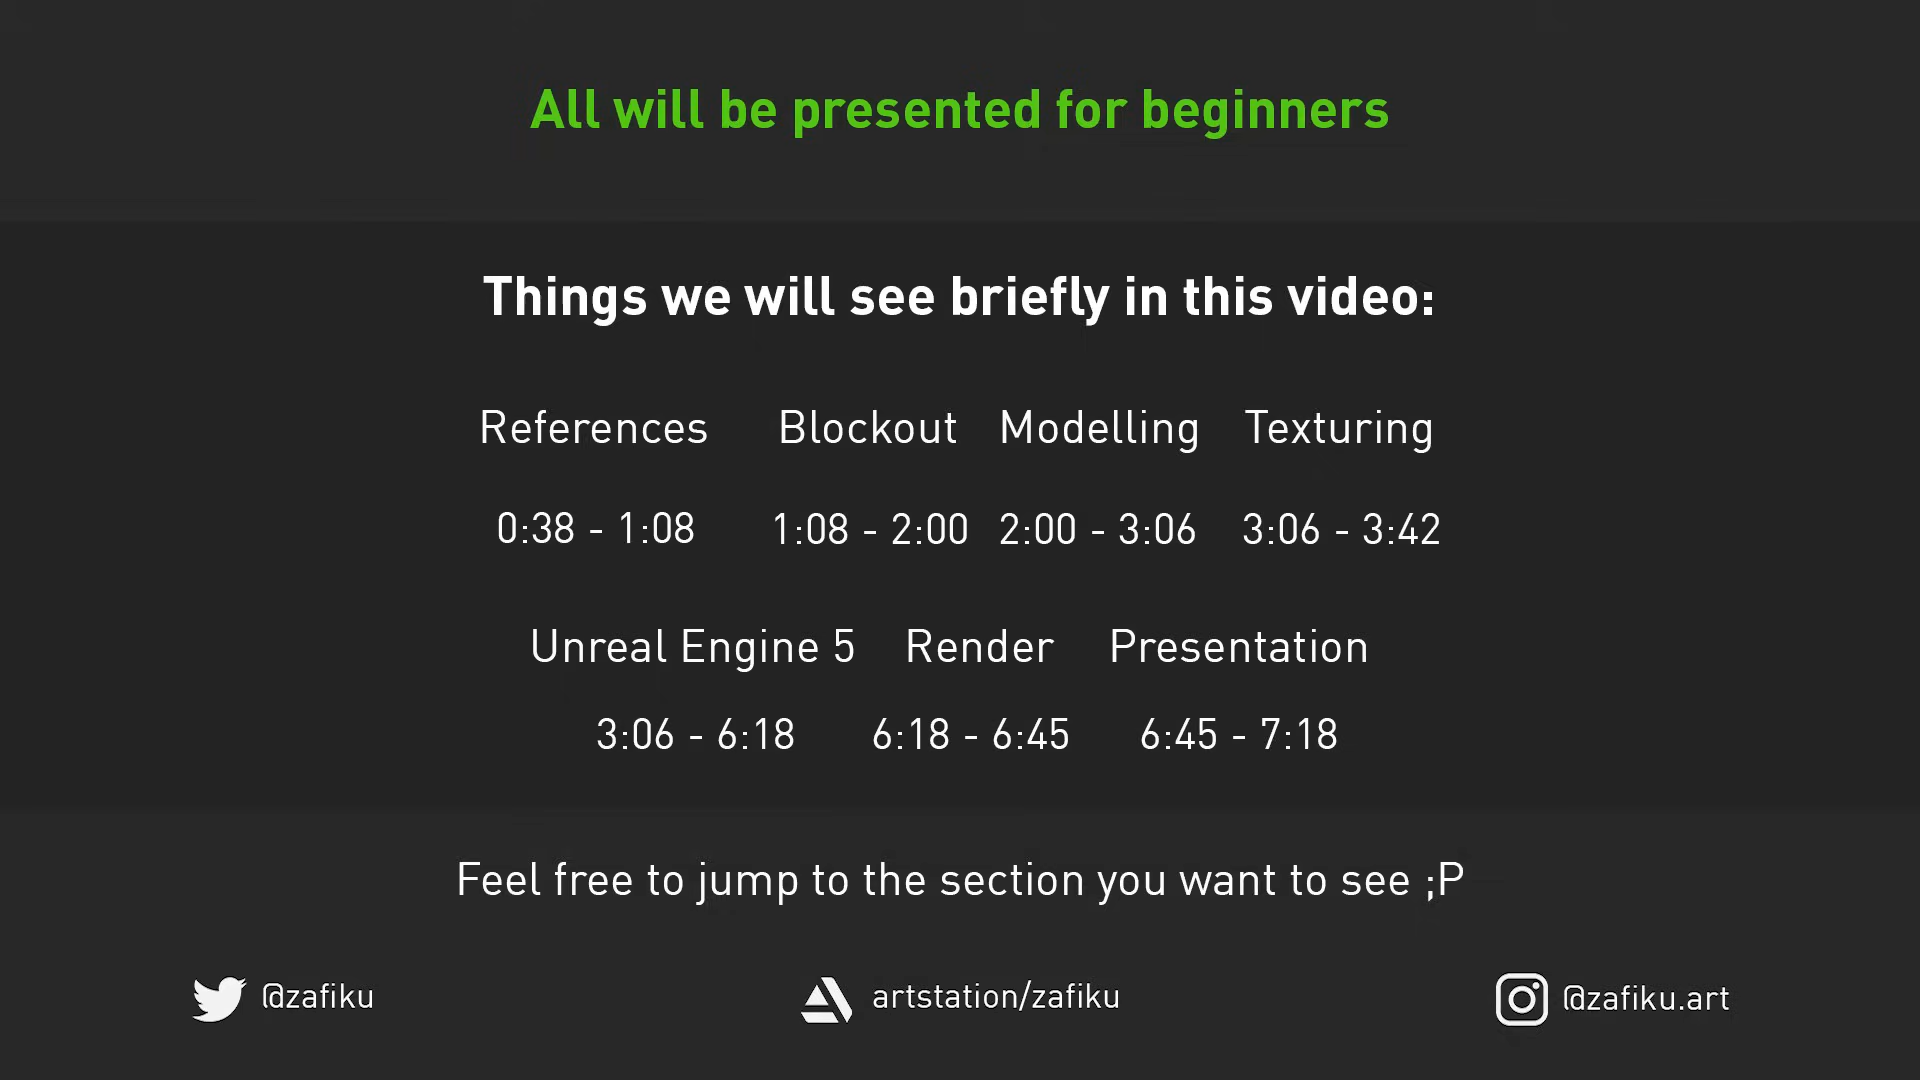 All will be presented for beginners
Things we will see briefly in this video:
References Blockout Modelling Texturing
0:38 - 1:08 1:08 - 2:00 2:00 - 3:06 3:06 - 3:42
Unreal Engine 5 Render Presentation
3:06 - 6:18 6:18 - 6:45 6:45 - 7:18
Feel free to jump to the section you want to see ;P
@zafiku artstation/zafiku @zafiku.art